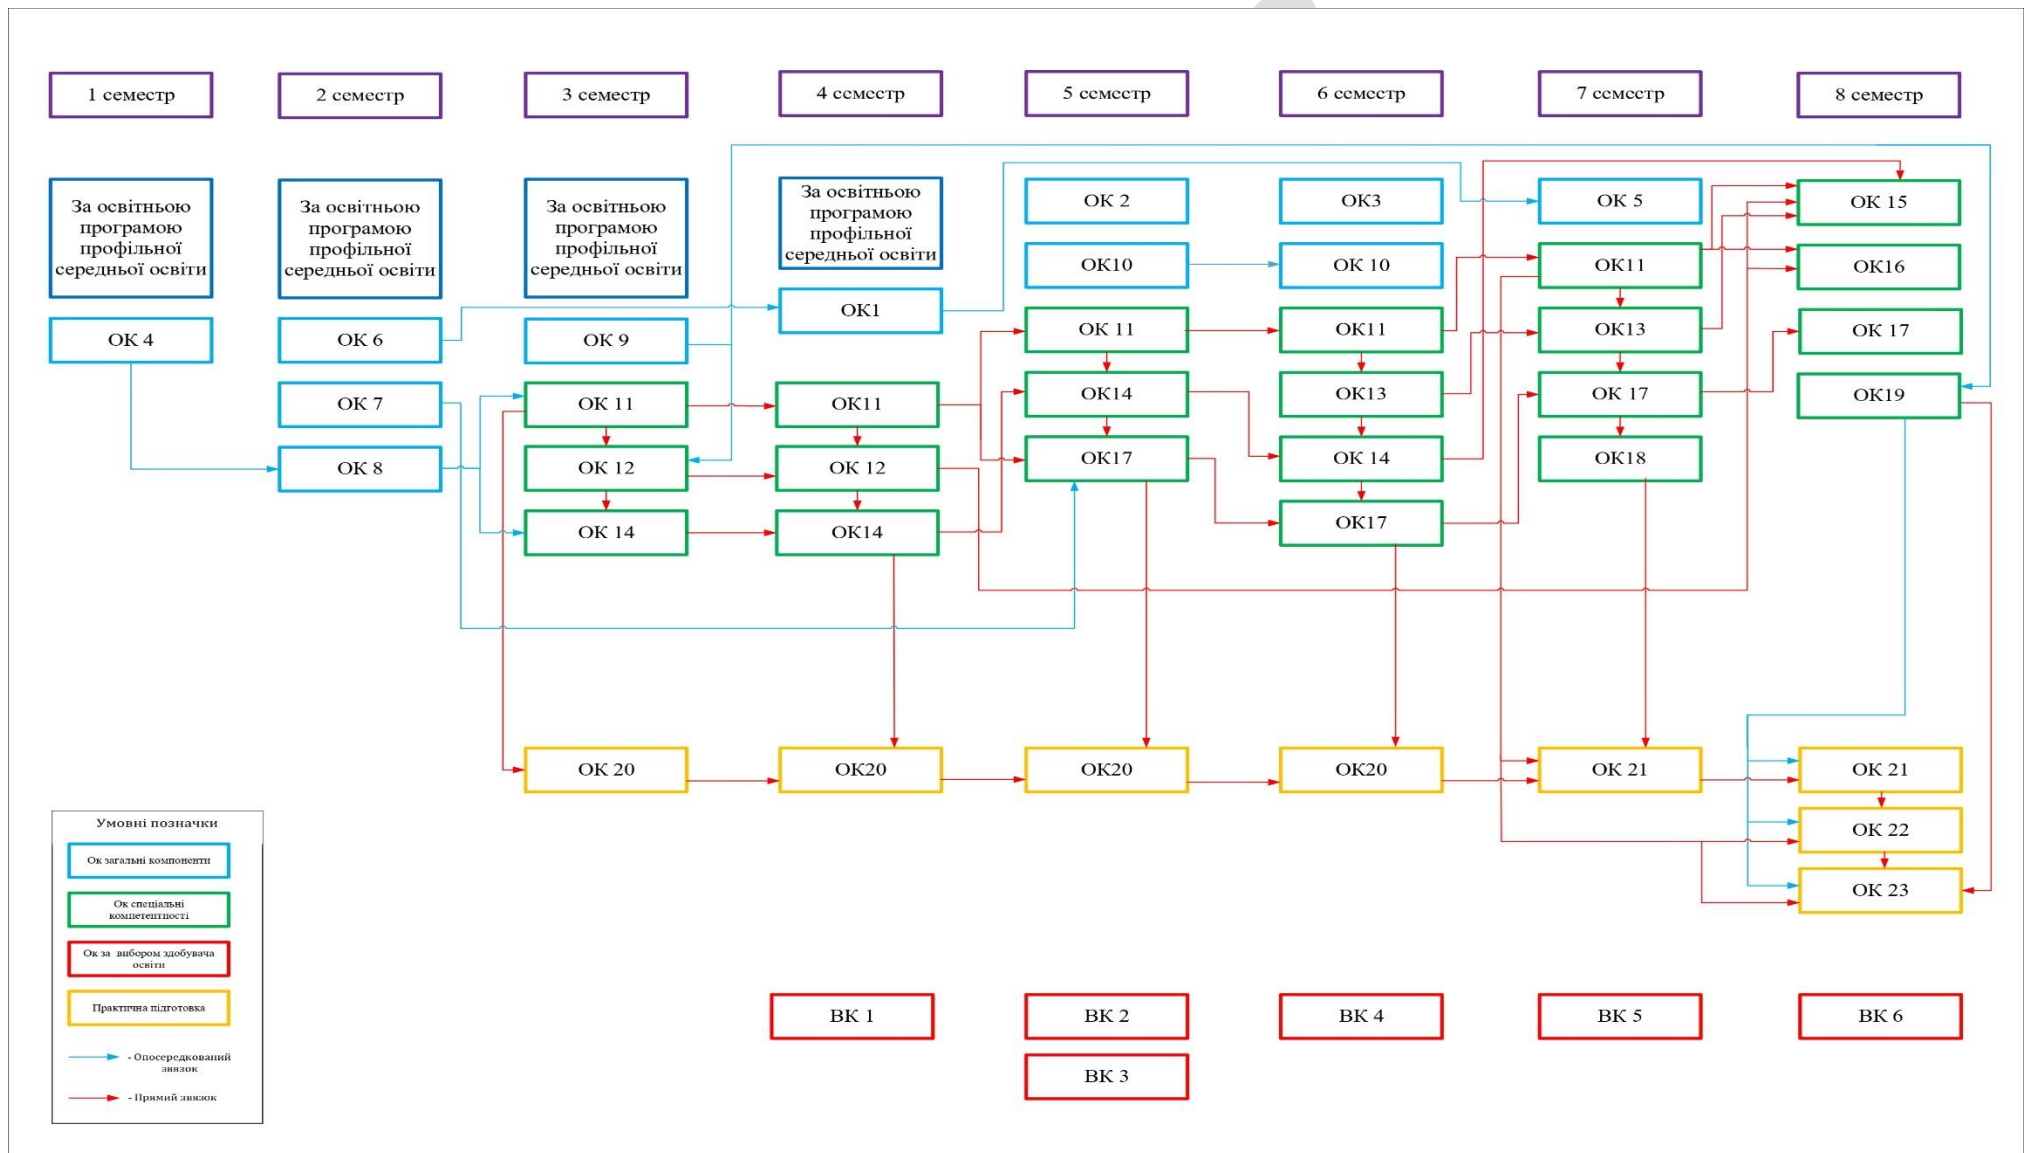 1 семестр
2 семестр
3 семестр
4 семестр
5 семестр
6 семестр
7 семестр
8 семестр
За освітньою
програмою
профільної
середньої освіти
За освітньою
програмою
профільної
середньої освіти
За освітньою
програмою
профільної
середньої освіти
За освітньою
програмою
профільної
середньої освіти
ОК 2
ОК3
ОК 5
ОК 15
ОК10
ОК 10
ОК11
ОК16
ОК 4
ОК 6
ОК 9
ОК1
ОК 11
ОК11
ОК13
ОК 17
ОК 7
ОК 11
ОК11
ОК14
ОК13
ОК 17
ОК19
ОК 8
ОК 12
ОК 12
ОК17
ОК 14
ОК18
ОК 14
ОК14
ОК17
ОК 20
ОК20
ОК20
ОК20
ОК 21
ОК 21
ОК 22
ОК 23
Умовні позначки
Ок загальні компоненти
Ок спеціальні
компетентності
Ок за вибором здобувача
освіти
Практична підготовка
- Опосередкований
звязок
- Прямий звязок
ВК 1
ВК 2
ВК 4
ВК 5
ВК 6
ВК 3